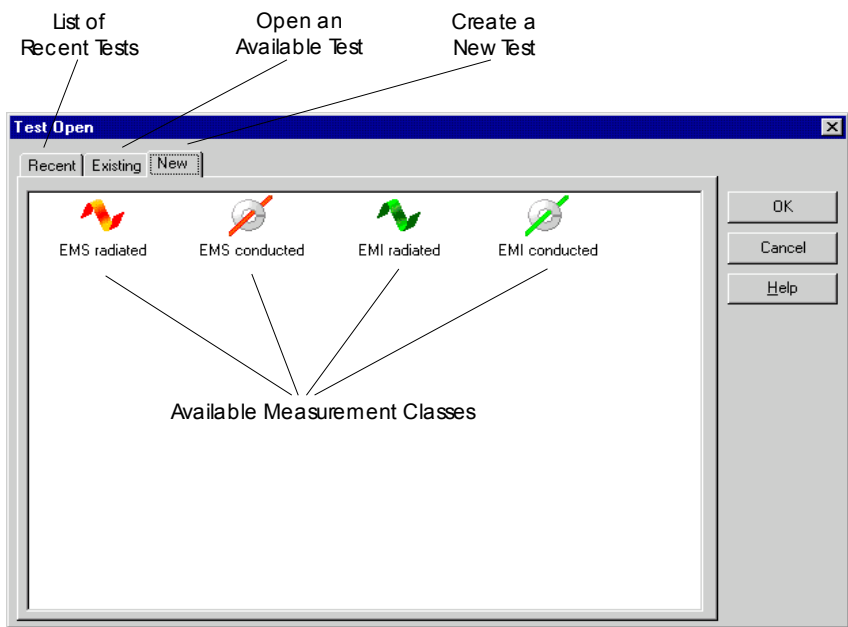 List of
Recent Tests
Open an
Available Test
Create a
New Test
Test Open
Recent
Existing
New
EMS radiated
EMS conducted
EMI radiated
EMI conducted
OK
Cancel
Help
Available Measurement Classes